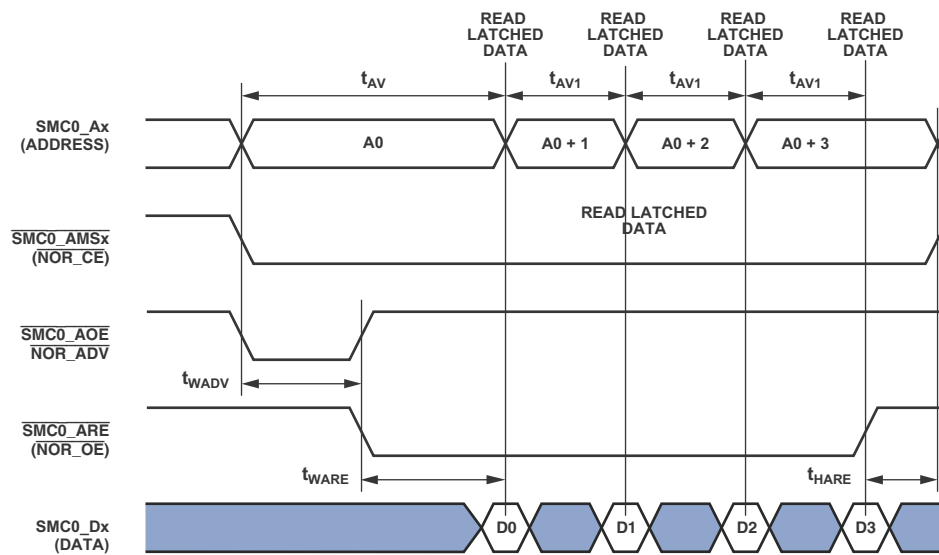 READ
LATCHED
DATA
READ
LATCHED
DATA
READ
LATCHED
DATA
READ
LATCHED
DATA
tAV
tAV1
tAV1
tAV1
SMC0_Ax
(ADDRESS)
A0
A0 + 1
A0 + 2
A0 + 3
READ LATCHED
DATA
SMC0_AMSx
(NOR_CE)
SMC0_AOE
NOR_ADV
tWADV
SMC0_ARE
(NOR_OE)
tWARE
tHARE
SMC0_Dx
(DATA)
D0
D1
D2
D3